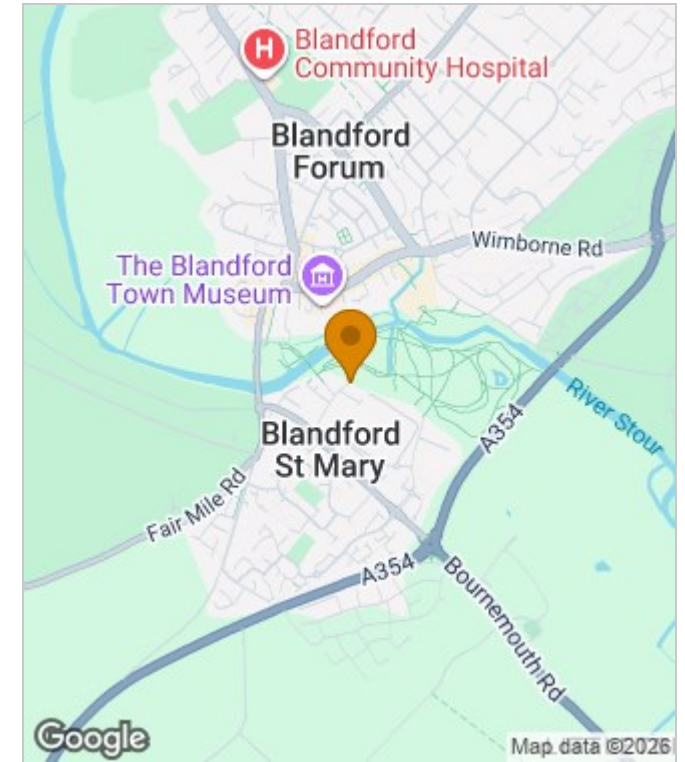 H
Blandford
Community Hospital
Blandford
Forum
Wimborne Rd
The Blandford
Town Museum
River Stour
A354
Blandford
St Mary
Fair Mile Rd
A354
Bournemouth Rd
Google
Map data ©2026